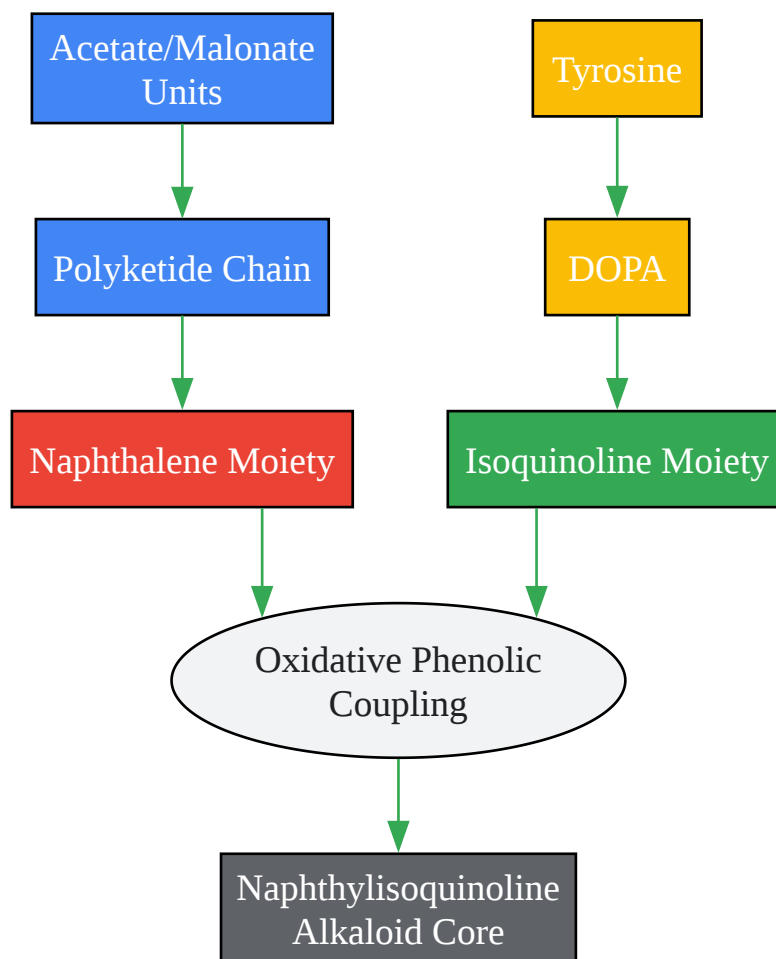 Acetate/Malonate
Units
Tyrosine
Polyketide Chain
DOPA
Naphthalene Moiety
Isoquinoline Moiety
Oxidative Phenolic
Coupling
Naphthylisoquinoline
Alkaloid Core